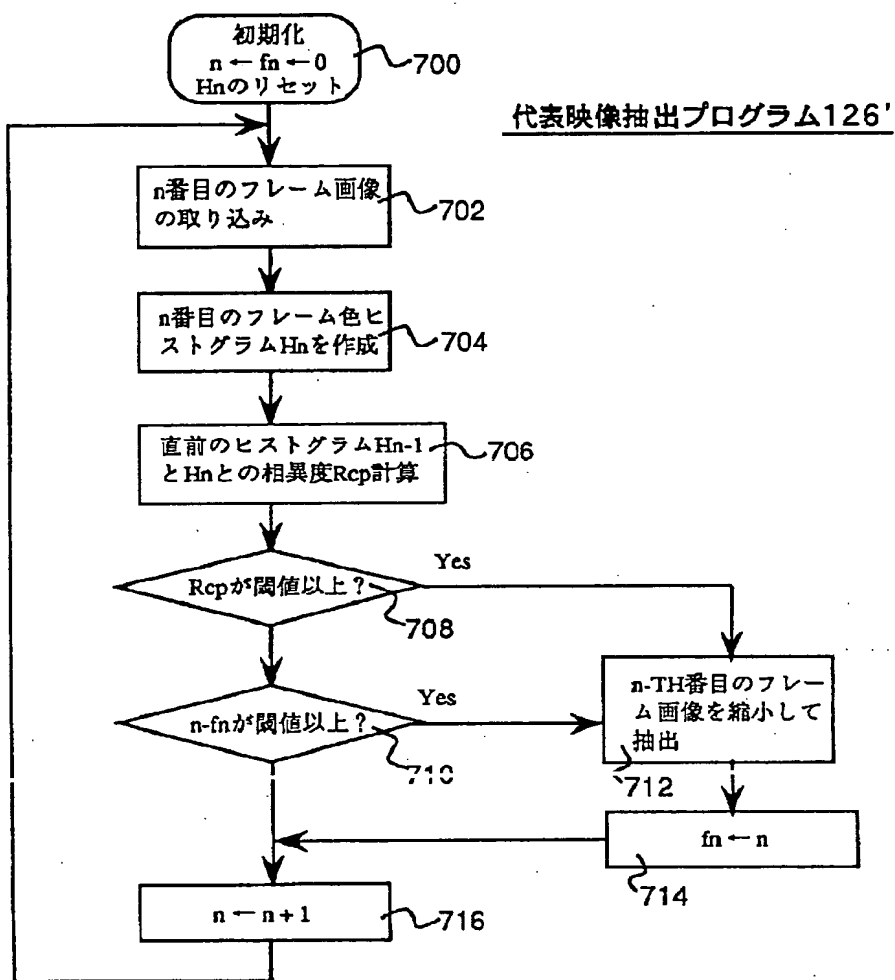 初期化
n ← fn ← 0
Hnのリセット
700
代表映像抽出プログラム126'
n番目のフレーム画像
の取り込み
702
n番目のフレーム色ヒ
ストグラムHnを作成
704
直前のヒストグラムHn-1
とHnとの相異度Rcp計算
706
Rcpが閾値以上？
Yes
708
n-fnが閾値以上？
Yes
710
n-TH番目のフレー
ム画像を縮小して
抽出
712
fn ← n
714
n ← n + 1
716